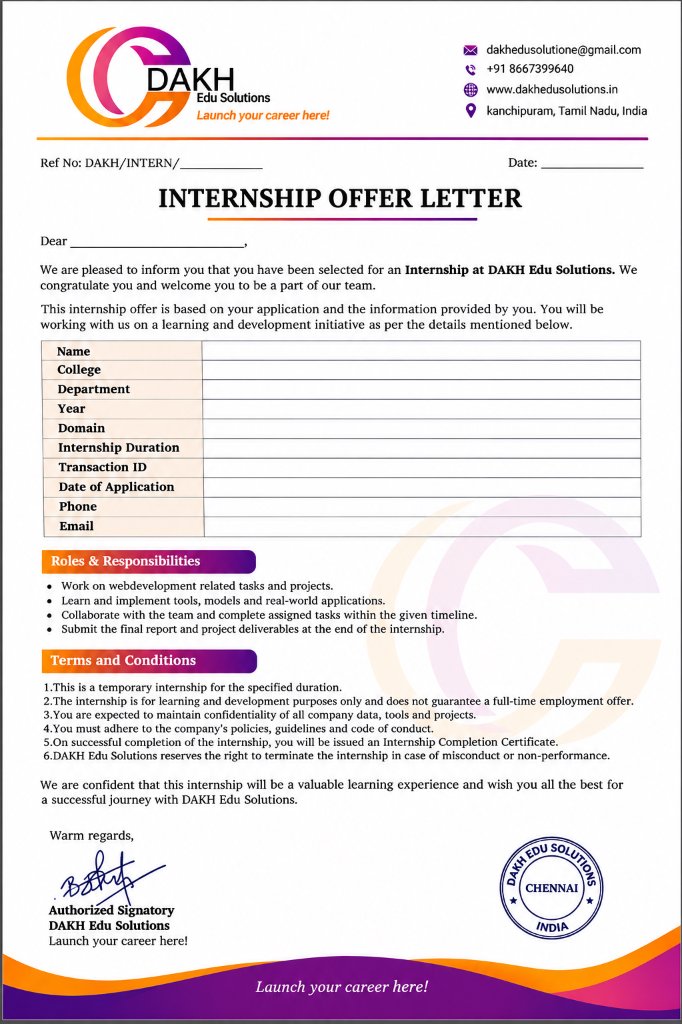 DAKH
Edu Solutions
Launch your career here!
dakhedusolutione@gmail.com
+91 8667399640
www.dakhedusolutions.in
kanchipuram, Tamil Nadu, India
Ref No: DAKH/INTERN/____________
Date: ________________
INTERNSHIP OFFER LETTER
Dear __________________________,
We are pleased to inform you that you have been selected for an Internship at DAKH Edu Solutions. We
congratulate you and welcome you to be a part of our team.
This internship offer is based on your application and the information provided by you. You will be
working with us on a learning and development initiative as per the details mentioned below.
Name
College
Department
Year
Domain
Internship Duration
Transaction ID
Date of Application
Phone
Email
Roles & Responsibilities
• Work on webdevelopment related tasks and projects.
• Learn and implement tools, models and real-world applications.
• Collaborate with the team and complete assigned tasks within the given timeline.
• Submit the final report and project deliverables at the end of the internship.
Terms and Conditions
1.This is a temporary internship for the specified duration.
2.The internship is for learning and development purposes only and does not guarantee a full-time employment offer.
3.You are expected to maintain confidentiality of all company data, tools and projects.
4.You must adhere to the company's policies, guidelines and code of conduct.
5.On successful completion of the internship, you will be issued an Internship Completion Certificate.
6.DAKH Edu Solutions reserves the right to terminate the internship in case of misconduct or non-performance.
We are confident that this internship will be a valuable learning experience and wish you all the best for
a successful journey with DAKH Edu Solutions.
Warm regards,
Authorized Signatory
DAKH Edu Solutions
Launch your career here!
DAKH EDU SOLUTIONS
CHENNAI
INDIA
Launch your career here!